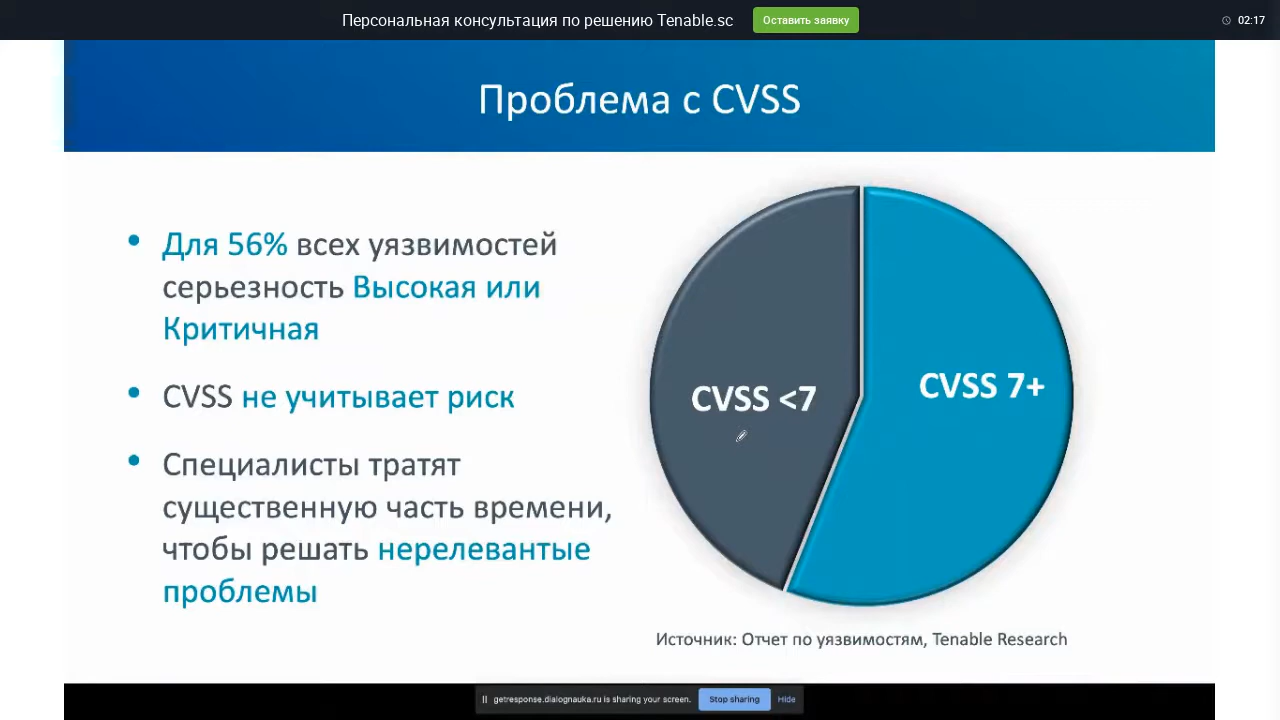 Персональная консультация по решению Tenable.sc
Оставить заявку
02:17
Проблема с CVSS
Для 56% всех уязвимостей
серьезность Высокая или
Критичная
CVSS не учитывает риск
Специалисты тратят
существенную часть времени,
чтобы решать нерелевантые
проблемы
CVSS <7
CVSS 7+
Источник: Отчет по уязвимостям, Tenable Research
getresponse.dialognauka.ru is sharing your screen.
Stop sharing
Hide